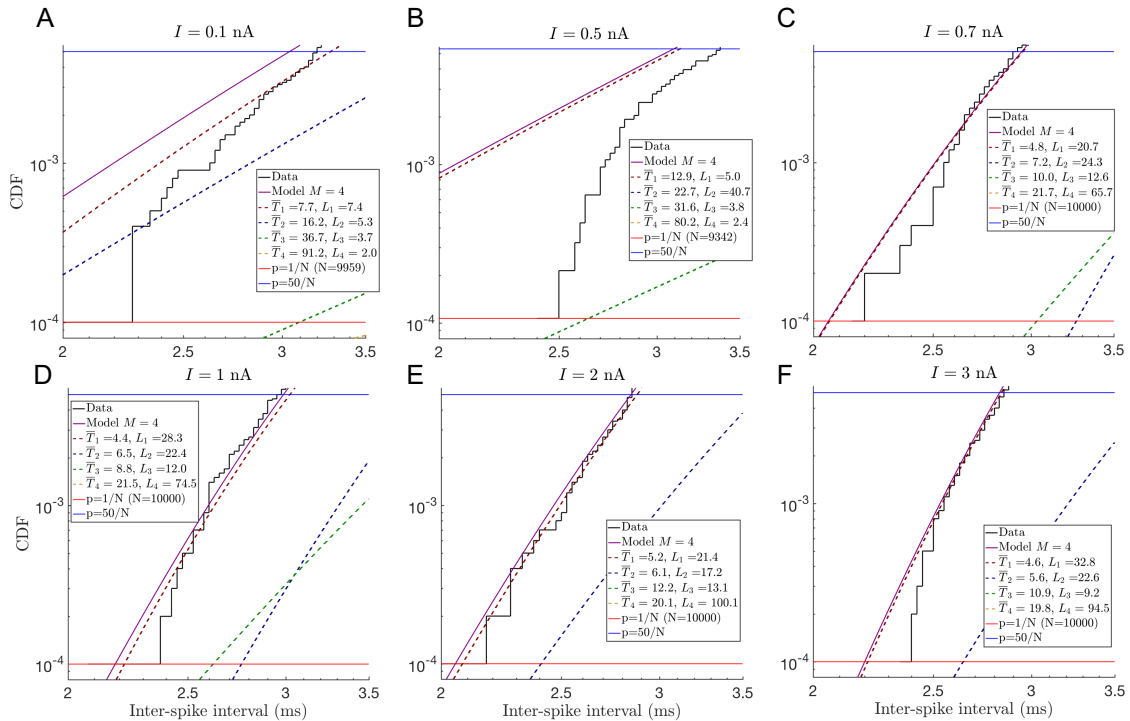 A
I = 0.1 nA
CDF
10⁻³
10⁻⁴
2
2.5
3
3.5
Data
Model M = 4
T̅₁ =7.7, L₁ =7.4
T̅₂ =16.2, L₂ =5.3
T̅₃ =36.7, L₃ =3.7
T̅₄ =91.2, L₄ =2.0
p=1/N (N=9959)
p=50/N
B
I = 0.5 nA
10⁻³
10⁻⁴
2
2.5
3
3.5
Data
Model M = 4
T̅₁ =12.9, L₁ =5.0
T̅₂ =22.7, L₂ =40.7
T̅₃ =31.6, L₃ =3.8
T̅₄ =80.2, L₄ =2.4
p=1/N (N=9342)
p=50/N
C
I = 0.7 nA
10⁻³
10⁻⁴
2
2.5
3
3.5
Data
Model M = 4
T̅₁ =4.8, L₁ =20.7
T̅₂ =7.2, L₂ =24.3
T̅₃ =10.0, L₃ =12.6
T̅₄ =21.7, L₄ =65.7
p=1/N (N=10000)
p=50/N
D
I = 1 nA
CDF
10⁻³
10⁻⁴
2
2.5
3
3.5
Inter-spike interval (ms)
Data
Model M = 4
T̅₁ =4.4, L₁ =28.3
T̅₂ =6.5, L₂ =22.4
T̅₃ =8.8, L₃ =12.0
T̅₄ =21.5, L₄ =74.5
p=1/N (N=10000)
p=50/N
E
I = 2 nA
10⁻³
10⁻⁴
2
2.5
3
3.5
Inter-spike interval (ms)
Data
Model M = 4
T̅₁ =5.2, L₁ =21.4
T̅₂ =6.1, L₂ =17.2
T̅₃ =12.2, L₃ =13.1
T̅₄ =20.1, L₄ =100.1
p=1/N (N=10000)
p=50/N
F
I = 3 nA
10⁻³
10⁻⁴
2
2.5
3
3.5
Inter-spike interval (ms)
Data
Model M = 4
T̅₁ =4.6, L₁ =32.8
T̅₂ =5.6, L₂ =22.6
T̅₃ =10.9, L₃ =9.2
T̅₄ =19.8, L₄ =94.5
p=1/N (N=10000)
p=50/N